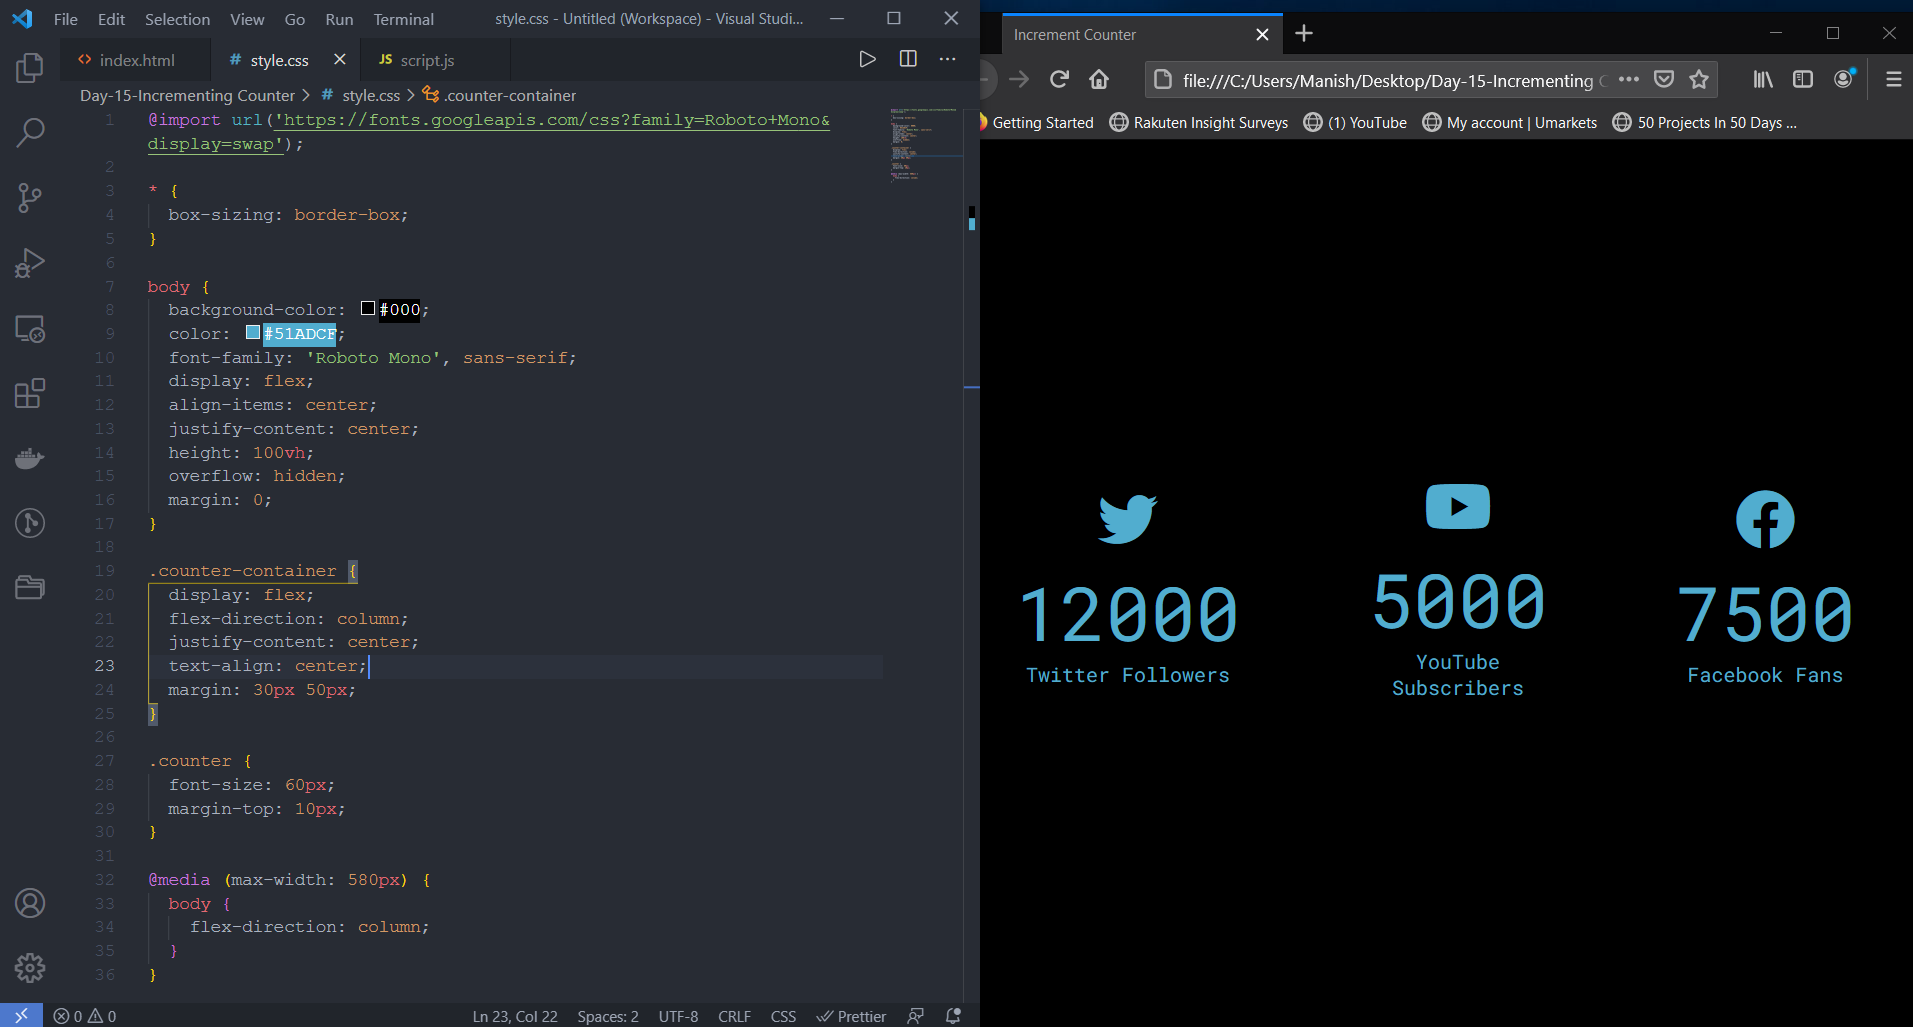 File Edit Selection View Go Run Terminal style.css - Untitled (Workspace) - Visual Studi...
index.html # style.css JS script.js
Day-15-Incrementing Counter > # style.css > .counter-container
1 @import url('https://fonts.googleapis.com/css?family=Roboto+Mono&
display=swap');
2
3 * {
4 box-sizing: border-box;
5 }
6
7 body {
8 background-color: #000;
9 color: #51ADCF;
10 font-family: 'Roboto Mono', sans-serif;
11 display: flex;
12 align-items: center;
13 justify-content: center;
14 height: 100vh;
15 overflow: hidden;
16 margin: 0;
17 }
18
19 .counter-container {
20 display: flex;
21 flex-direction: column;
22 justify-content: center;
23 text-align: center;
24 margin: 30px 50px;
25 }
26
27 .counter {
28 font-size: 60px;
29 margin-top: 10px;
30 }
31
32 @media (max-width: 580px) {
33 body {
34 flex-direction: column;
35 }
36 }
0 0 Ln 23, Col 22 Spaces: 2 UTF-8 CRLF CSS Prettier
Increment Counter
file:///C:/Users/Manish/Desktop/Day-15-Incrementing
Getting Started Rakuten Insight Surveys (1) YouTube My account | Umarkets 50 Projects In 50 Days ...
12000
Twitter Followers
5000
YouTube
Subscribers
7500
Facebook Fans